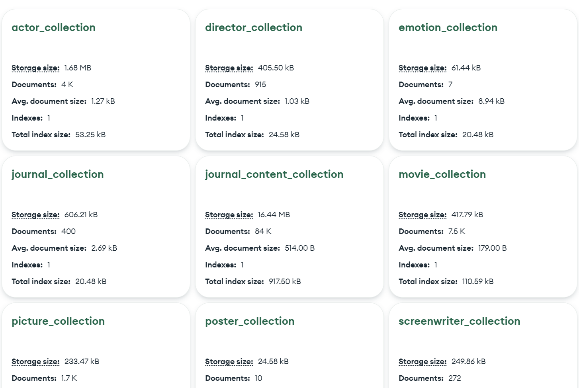 actor_collection
Storage size: 1.68 MB
Documents: 4 K
Avg. document size: 1.27 kB
Indexes: 1
Total index size: 53.25 kB
director_collection
Storage size: 405.50 kB
Documents: 915
Avg. document size: 1.03 kB
Indexes: 1
Total index size: 24.58 kB
emotion_collection
Storage size: 61.44 kB
Documents: 7
Avg. document size: 8.94 kB
Indexes: 1
Total index size: 20.48 kB
journal_collection
Storage size: 606.21 kB
Documents: 400
Avg. document size: 2.69 kB
Indexes: 1
Total index size: 20.48 kB
journal_content_collection
Storage size: 16.44 MB
Documents: 84 K
Avg. document size: 514.00 B
Indexes: 1
Total index size: 917.50 kB
movie_collection
Storage size: 417.79 kB
Documents: 7.5 K
Avg. document size: 179.00 B
Indexes: 1
Total index size: 110.59 kB
picture_collection
Storage size: 233.47 kB
Documents: 1.7 K
poster_collection
Storage size: 24.58 kB
Documents: 10
screenwriter_collection
Storage size: 249.86 kB
Documents: 272